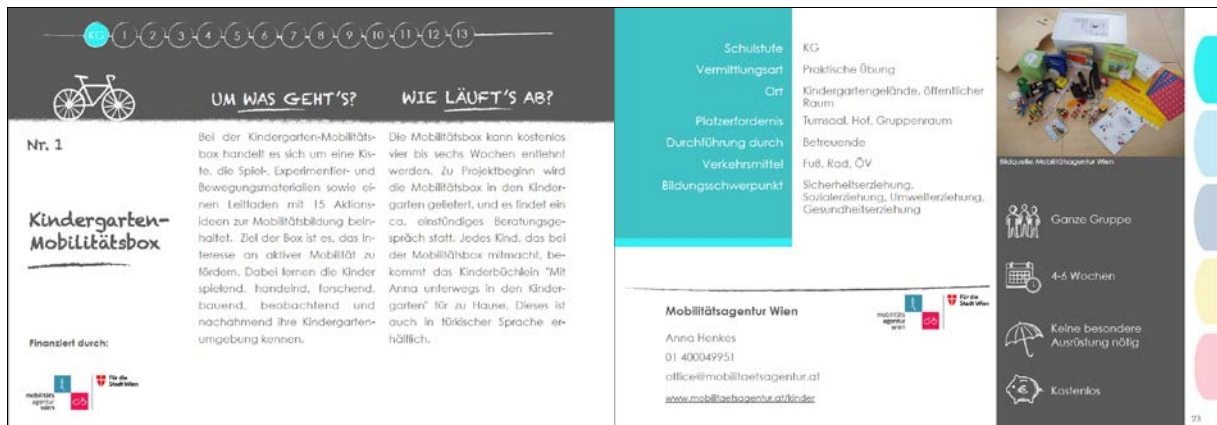 KG 1 2 3 4 5 6 7 8 9 10 11 12 13
UM WAS GEHT'S?
WIE LÄUFT'S AB?
Nr. 1
Kindergarten-
Mobilitätsbox
Finanziert durch:
mobilitäts
agentur
wien
Für die
Stadt Wien
Bei der Kindergarten-Mobilitäts-
box handelt es sich um eine Kis-
te, die Spiel-, Experimentier- und
Bewegungsmaterialien sowie ei-
nen Leitfaden mit 15 Aktions-
ideen zur Mobilitätsbildung bein-
haltet. Ziel der Box ist es, das In-
teresse an aktiver Mobilität zu
fördern. Dabei lernen die Kinder
spielend, handelnd, forschend,
bauend, beobachtend und
nachahmend ihre Kindergarten-
umgebung kennen.
Die Mobilitätsbox kann kostenlos
vier bis sechs Wochen entlehnt
werden. Zu Projektbeginn wird
die Mobilitätsbox in den Kinder-
garten geliefert, und es findet ein
ca. einstündiges Beratungsge-
spräch statt. Jedes Kind, das bei
der Mobilitätsbox mitmacht, be-
kommt das Kinderbüchlein "Mit
Anna unterwegs in den Kinder-
garten" für zu Hause. Dieses ist
auch in türkischer Sprache er-
hältlich.
Schulstufe KG
Vermittlungsart Praktische Übung
Ort Kindergartengelände, öffentlicher
Raum
Platzerfordernis Turnsaal, Hof, Gruppenraum
Durchführung durch Betreuende
Verkehrsmittel Fuß, Rad, ÖV
Bildungsschwerpunkt Sicherheitserziehung,
Sozialerziehung, Umwelterziehung,
Gesundheitserziehung
Mobilitätsagentur Wien
Anna Henkes
01 400049951
office@mobilitaetsagentur.at
www.mobilitaetsagentur.at/kinder
mobilitäts
agentur
wien
Für die
Stadt Wien
Bildquelle: Mobilitätsagentur Wien
Ganze Gruppe
4-6 Wochen
Keine besondere
Ausrüstung nötig
Kostenlos
23